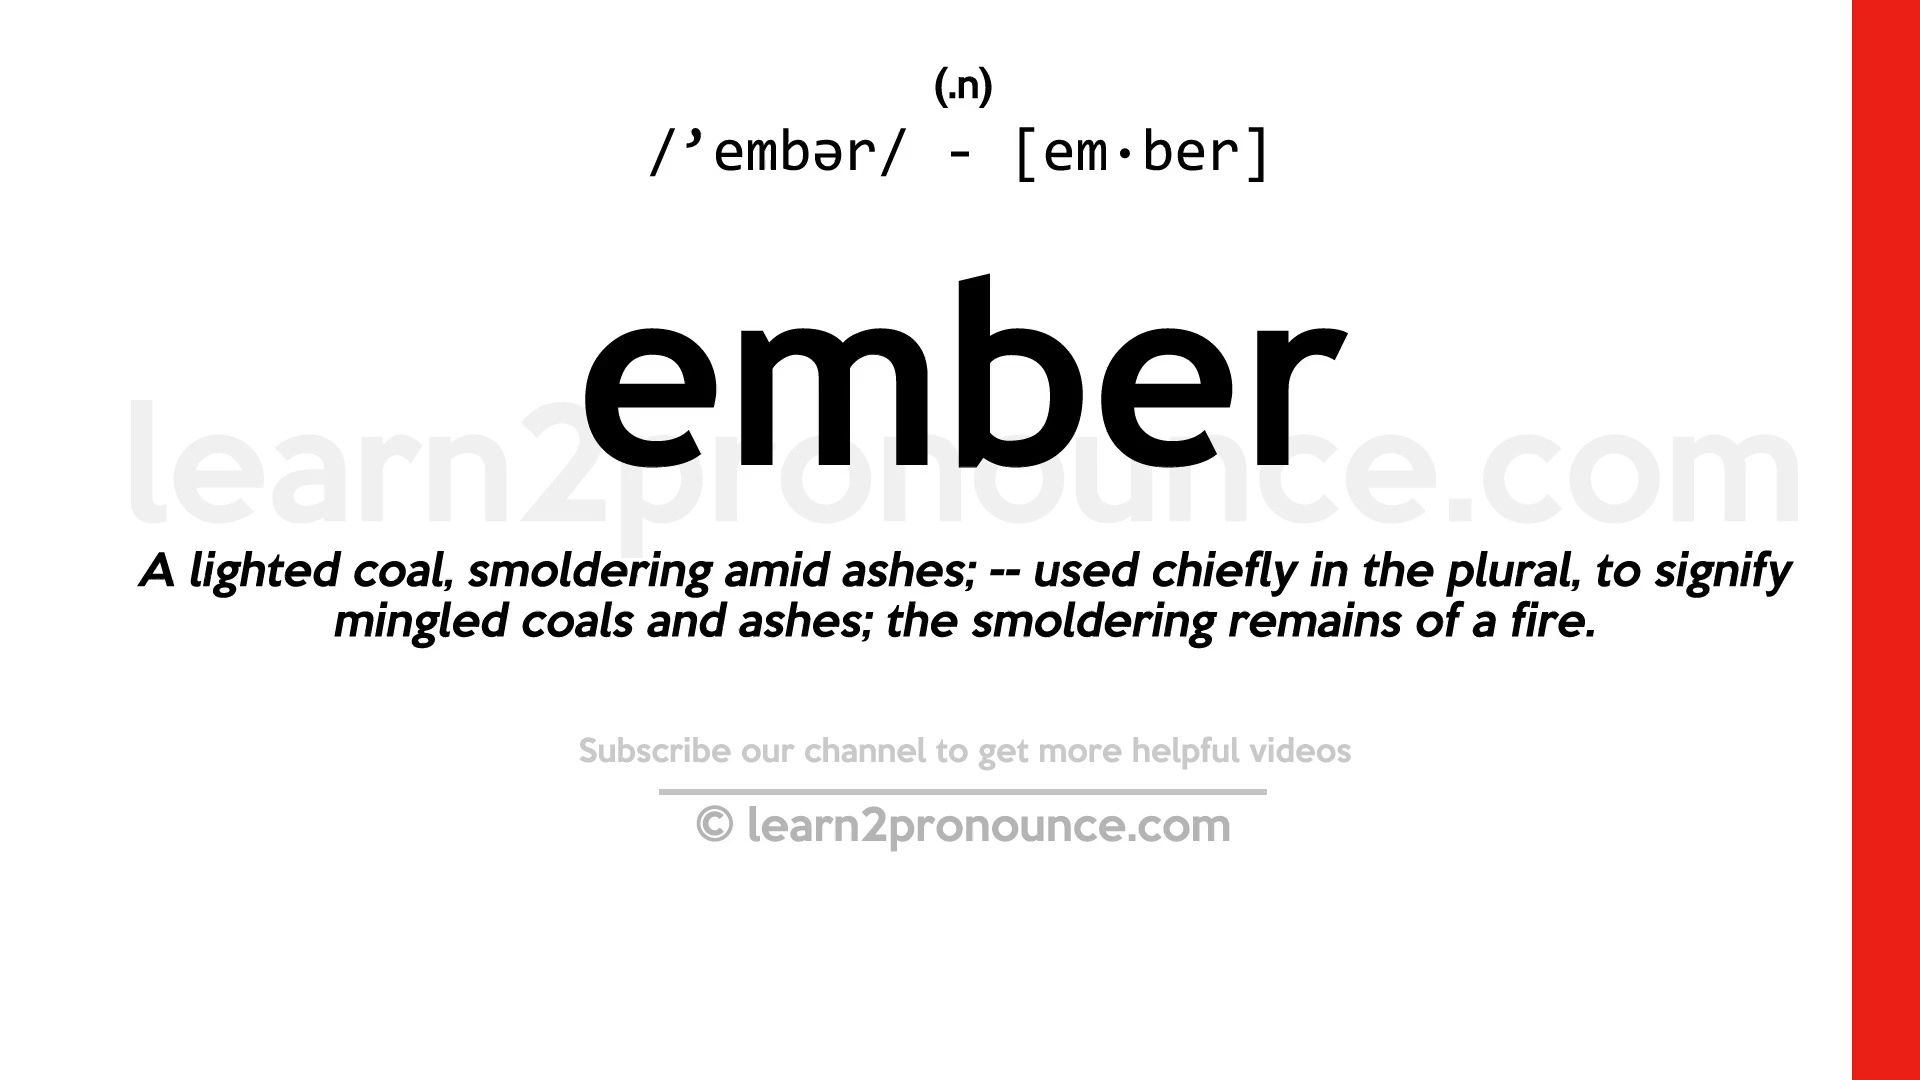 (.n)
/’embər/ - [em·ber]
ember
learn2pronounce.com
A lighted coal, smoldering amid ashes; -- used chiefly in the plural, to signify
mingled coals and ashes; the smoldering remains of a fire.
Subscribe our channel to get more helpful videos
© learn2pronounce.com